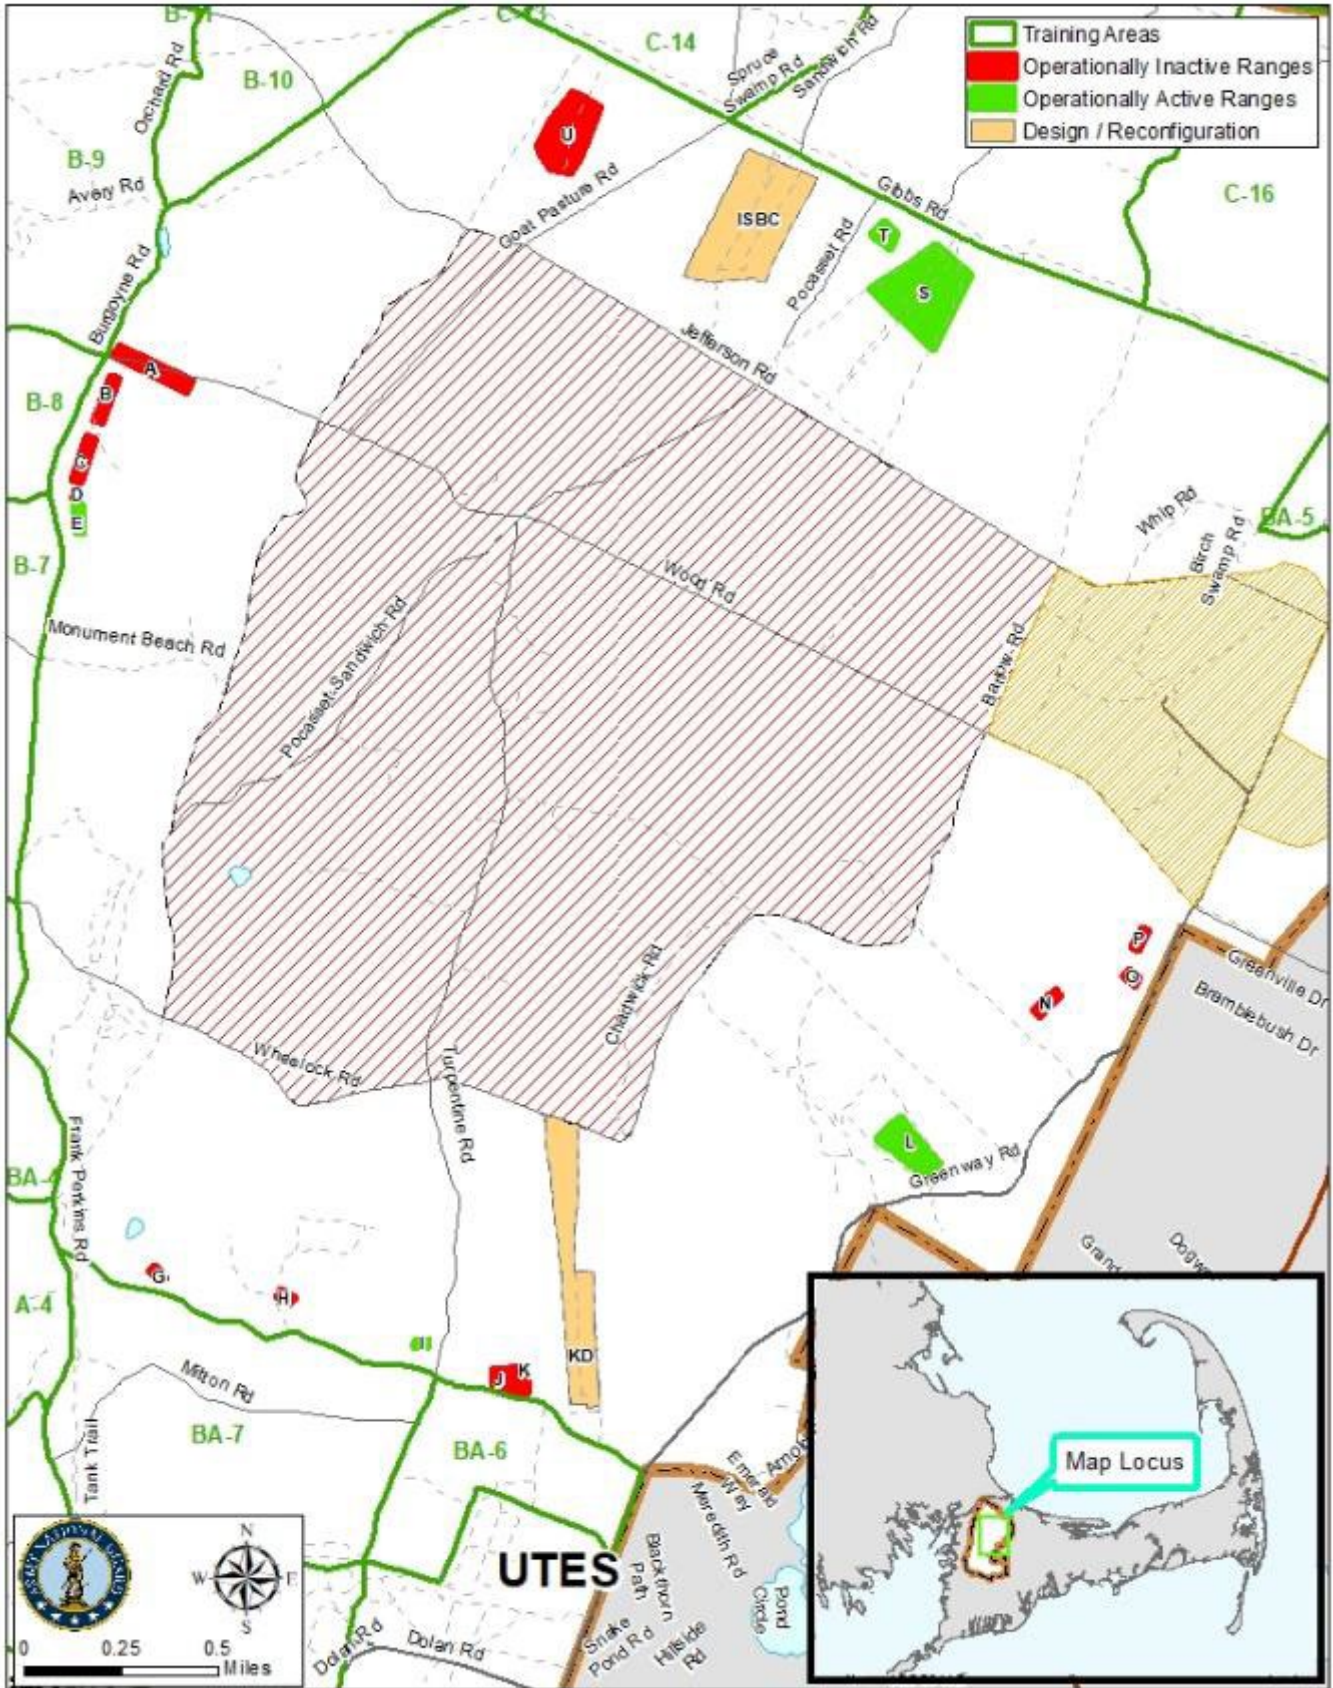 C-14
B-10
Spruce
Swamp Rd
Sandwich Rd
Training Areas
Operationally Inactive Ranges
Operationally Active Ranges
Design / Reconfiguration
Orchard Rd
U
B-9
Avery Rd
C-16
Gibbs Rd
ISBC
Goat Pasture Rd
T
Pocasset Rd
S
Burgoyne Rd
Jefferson Rd
A
B
B-8
C
D
E
Whip Rd
BA-5
Birch
Swamp Rd
B-7
Wood Rd
Monument Beach Rd
Pocasset-Sandwich Rd
Barlow Rd
P
O
N
Greenville Dr
Bramblebush Dr
Chadwick Rd
Wheelock Rd
Turpentine Rd
Frank Perkins Rd
L
Greenway Rd
BA-4
G
H
A-4
I
J
K
KD
Mitton Rd
Tank Trail
BA-7
BA-6
Emerald
Way
Meredith Rd
UTES
Blackthorn
Path
Snake
Pond Rd
Hillside
Rd
Pond
Circle
Dolan Rd
Dolan Rd
Map Locus
N
W
E
S
0 0.25 0.5
Miles